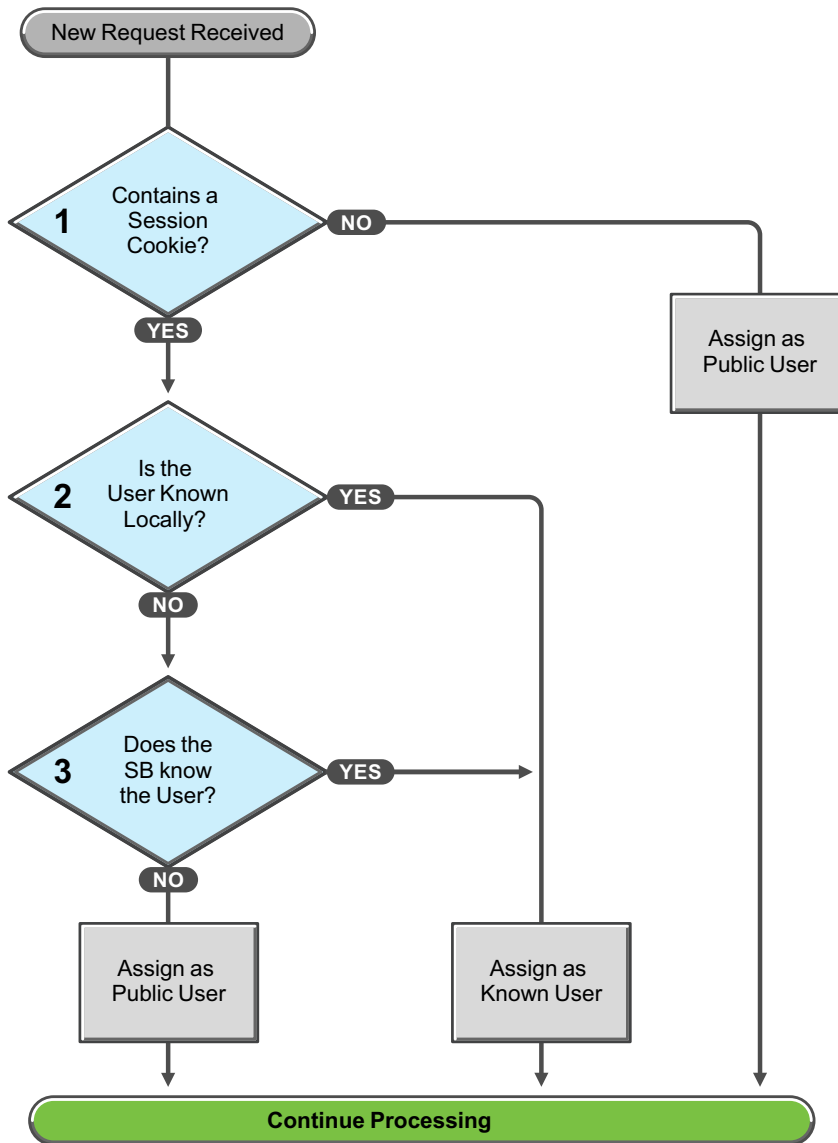 New Request Received
1
Contains a
Session
Cookie?
NO
YES
Assign as
Public User
2
Is the
User Known
Locally?
YES
NO
3
Does the
SB know
the User?
YES
NO
Assign as
Public User
Assign as
Known User
Continue Processing